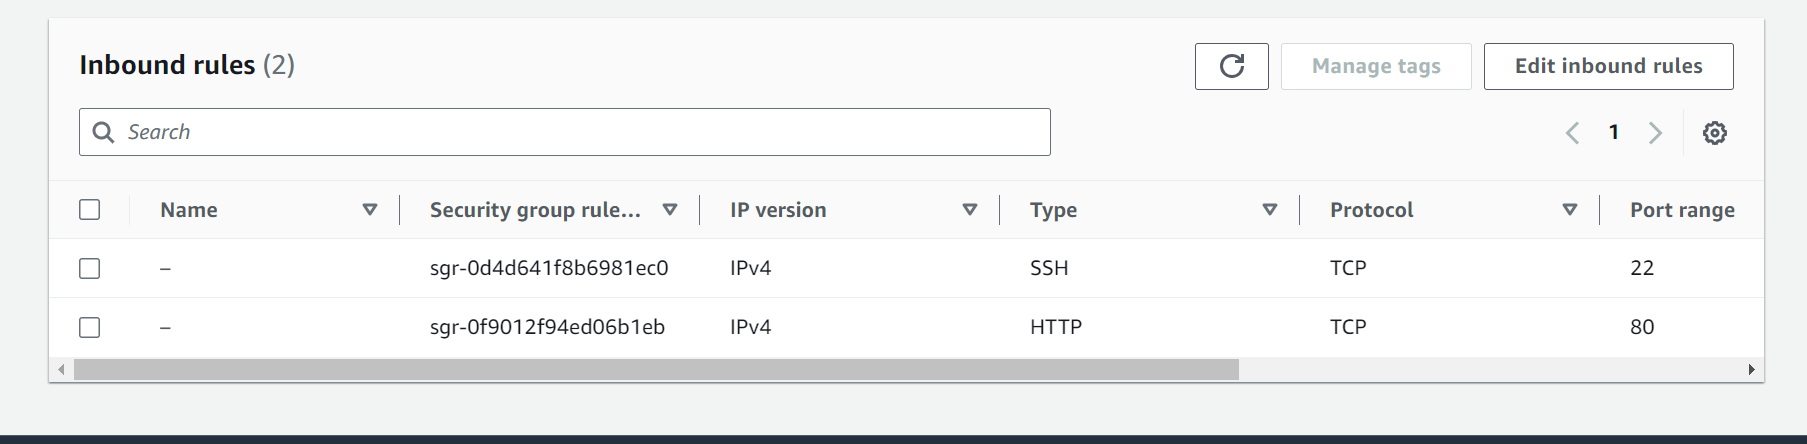 Inbound rules (2)
Manage tags
Edit inbound rules
Search
1
Name Security group rule... IP version Type Protocol Port range
– sgr-0d4d641f8b6981ec0 IPv4 SSH TCP 22
– sgr-0f9012f94ed06b1eb IPv4 HTTP TCP 80